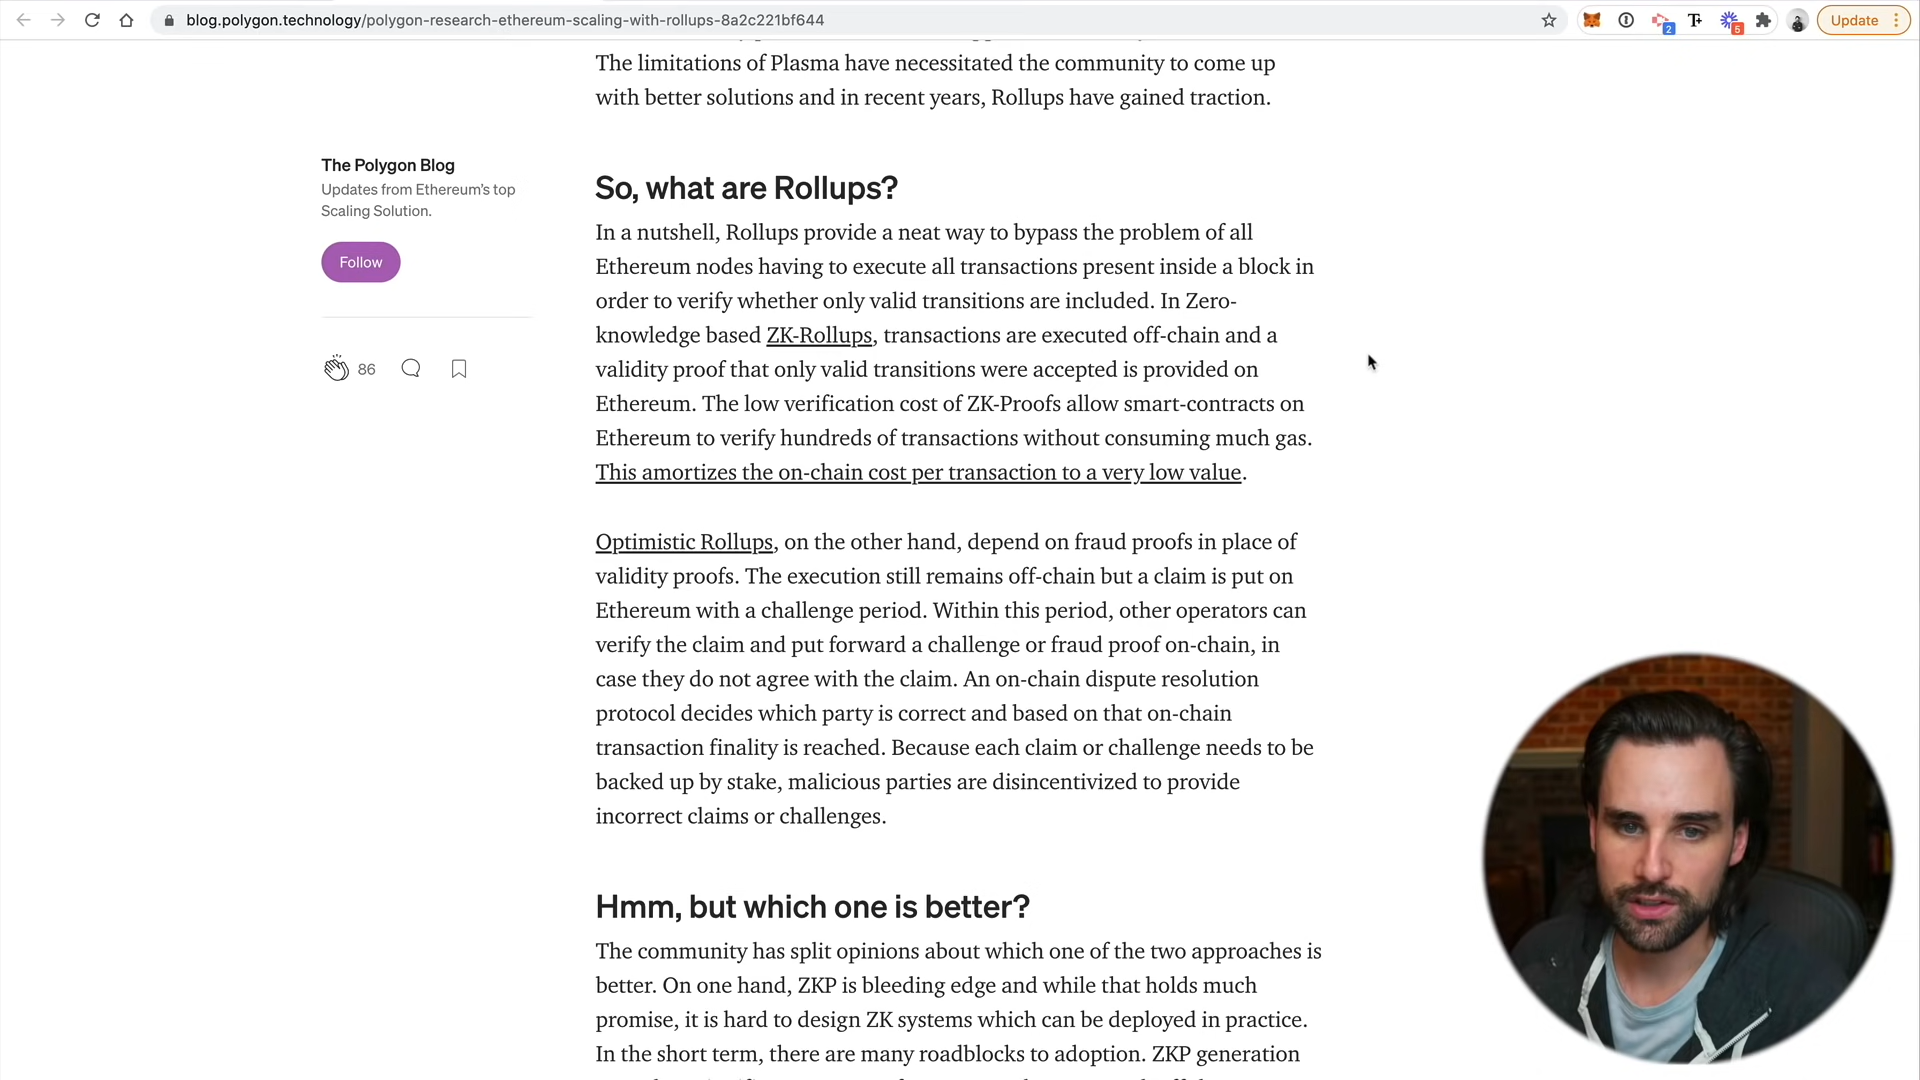 blog.polygon.technology/polygon-research-ethereum-scaling-with-rollups-8a2c221bf644
2
5
Update
The limitations of Plasma have necessitated the community to come up
with better solutions and in recent years, Rollups have gained traction.
The Polygon Blog
Updates from Ethereum's top
Scaling Solution.
Follow
86
So, what are Rollups?
In a nutshell, Rollups provide a neat way to bypass the problem of all
Ethereum nodes having to execute all transactions present inside a block in
order to verify whether only valid transitions are included. In Zero-
knowledge based ZK-Rollups, transactions are executed off-chain and a
validity proof that only valid transitions were accepted is provided on
Ethereum. The low verification cost of ZK-Proofs allow smart-contracts on
Ethereum to verify hundreds of transactions without consuming much gas.
This amortizes the on-chain cost per transaction to a very low value.
Optimistic Rollups, on the other hand, depend on fraud proofs in place of
validity proofs. The execution still remains off-chain but a claim is put on
Ethereum with a challenge period. Within this period, other operators can
verify the claim and put forward a challenge or fraud proof on-chain, in
case they do not agree with the claim. An on-chain dispute resolution
protocol decides which party is correct and based on that on-chain
transaction finality is reached. Because each claim or challenge needs to be
backed up by stake, malicious parties are disincentivized to provide
incorrect claims or challenges.
Hmm, but which one is better?
The community has split opinions about which one of the two approaches is
better. On one hand, ZKP is bleeding edge and while that holds much
promise, it is hard to design ZK systems which can be deployed in practice.
In the short term, there are many roadblocks to adoption. ZKP generation